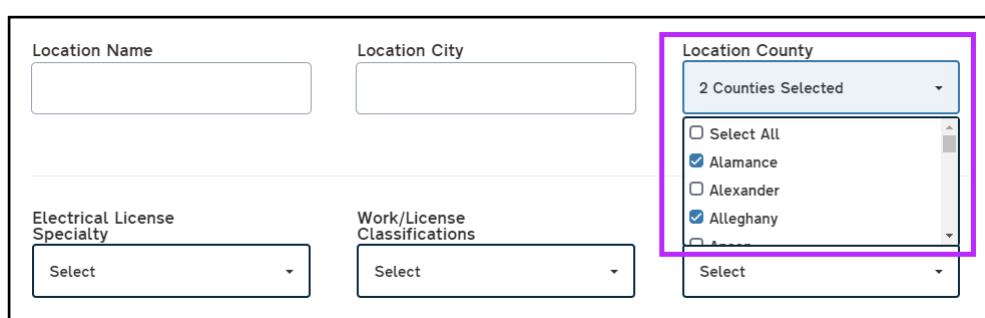 Location Name
Location City
Location County
2 Counties Selected
Select All
Alamance
Alexander
Alleghany
Electrical License
Specialty
Select
Work/License
Classifications
Select
Select